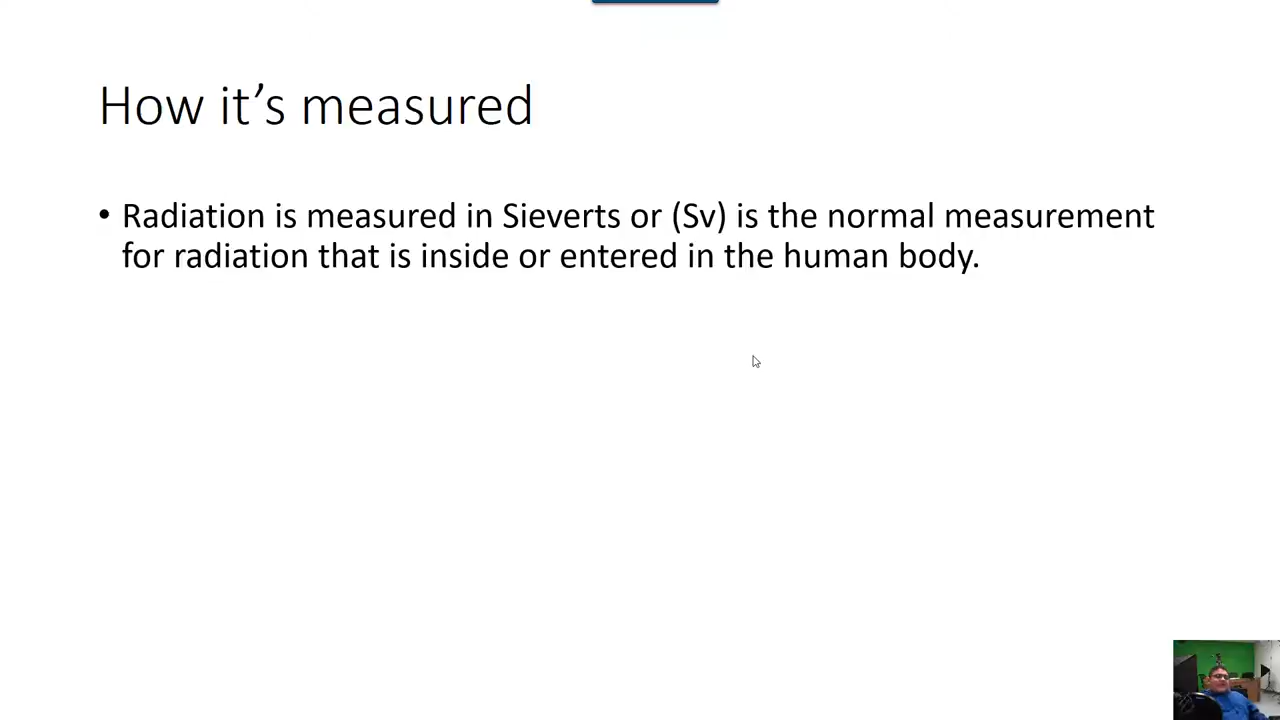 How it’s measured
• Radiation is measured in Sieverts or (Sv) is the normal measurement
for radiation that is inside or entered in the human body.